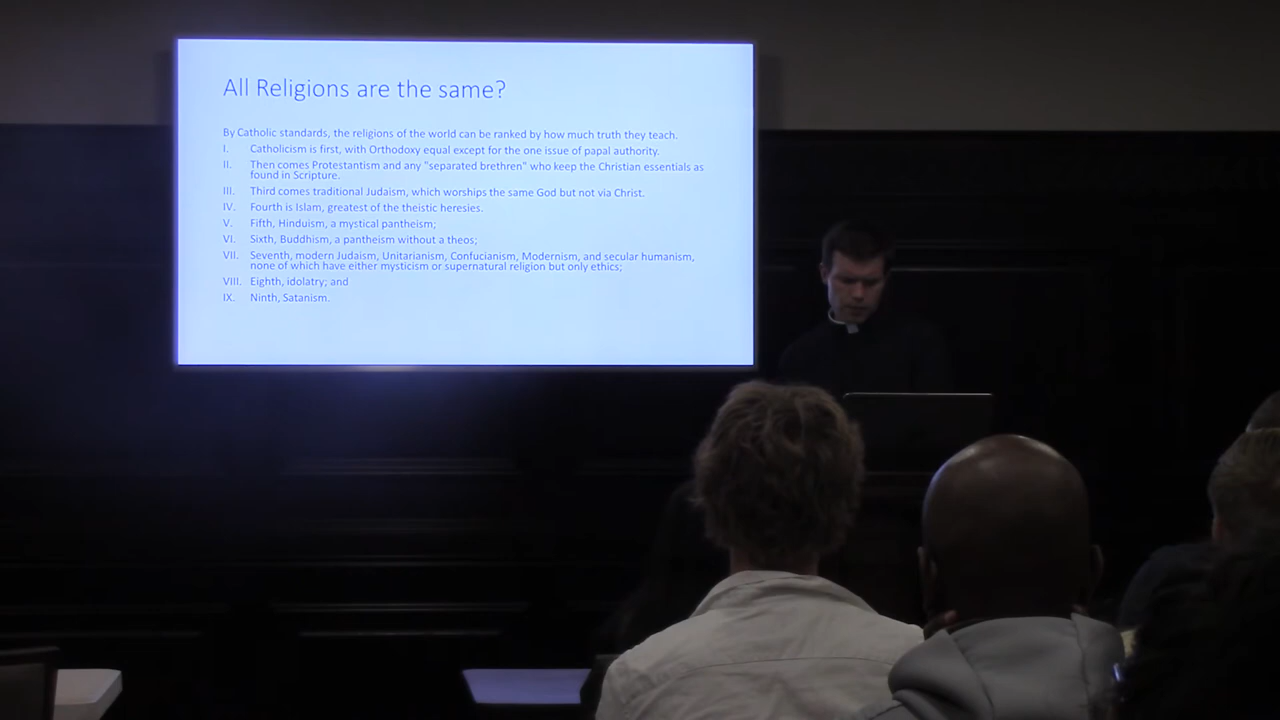 All Religions are the same?
By Catholic standards, the religions of the world can be ranked by how much truth they teach.
I. Catholicism is first, with Orthodoxy equal except for the one issue of papal authority.
II. Then comes Protestantism and any "separated brethren" who keep the Christian essentials as
found in Scripture.
III. Third comes traditional Judaism, which worships the same God but not via Christ.
IV. Fourth is Islam, greatest of the theistic heresies.
V. Fifth, Hinduism, a mystical pantheism;
VI. Sixth, Buddhism, a pantheism without a theos;
VII. Seventh, modern Judaism, Unitarianism, Confucianism, Modernism, and secular humanism,
none of which have either mysticism or supernatural religion but only ethics;
VIII. Eighth, idolatry; and
IX. Ninth, Satanism.